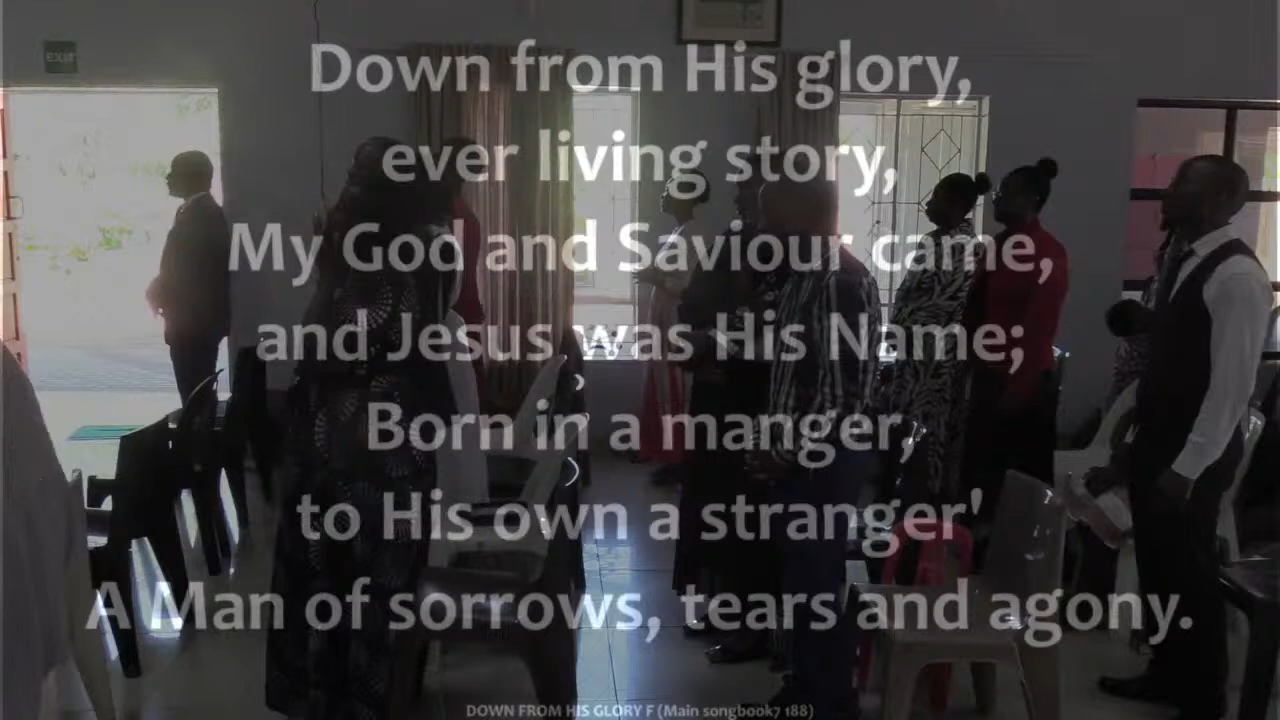 EXIT
Down from His glory,
ever living story,
My God and Saviour came,
and Jesus was His Name;
Born in a manger,
to His own a stranger'
A Man of sorrows, tears and agony.
DOWN FROM HIS GLORY F (Main songbook7 188)